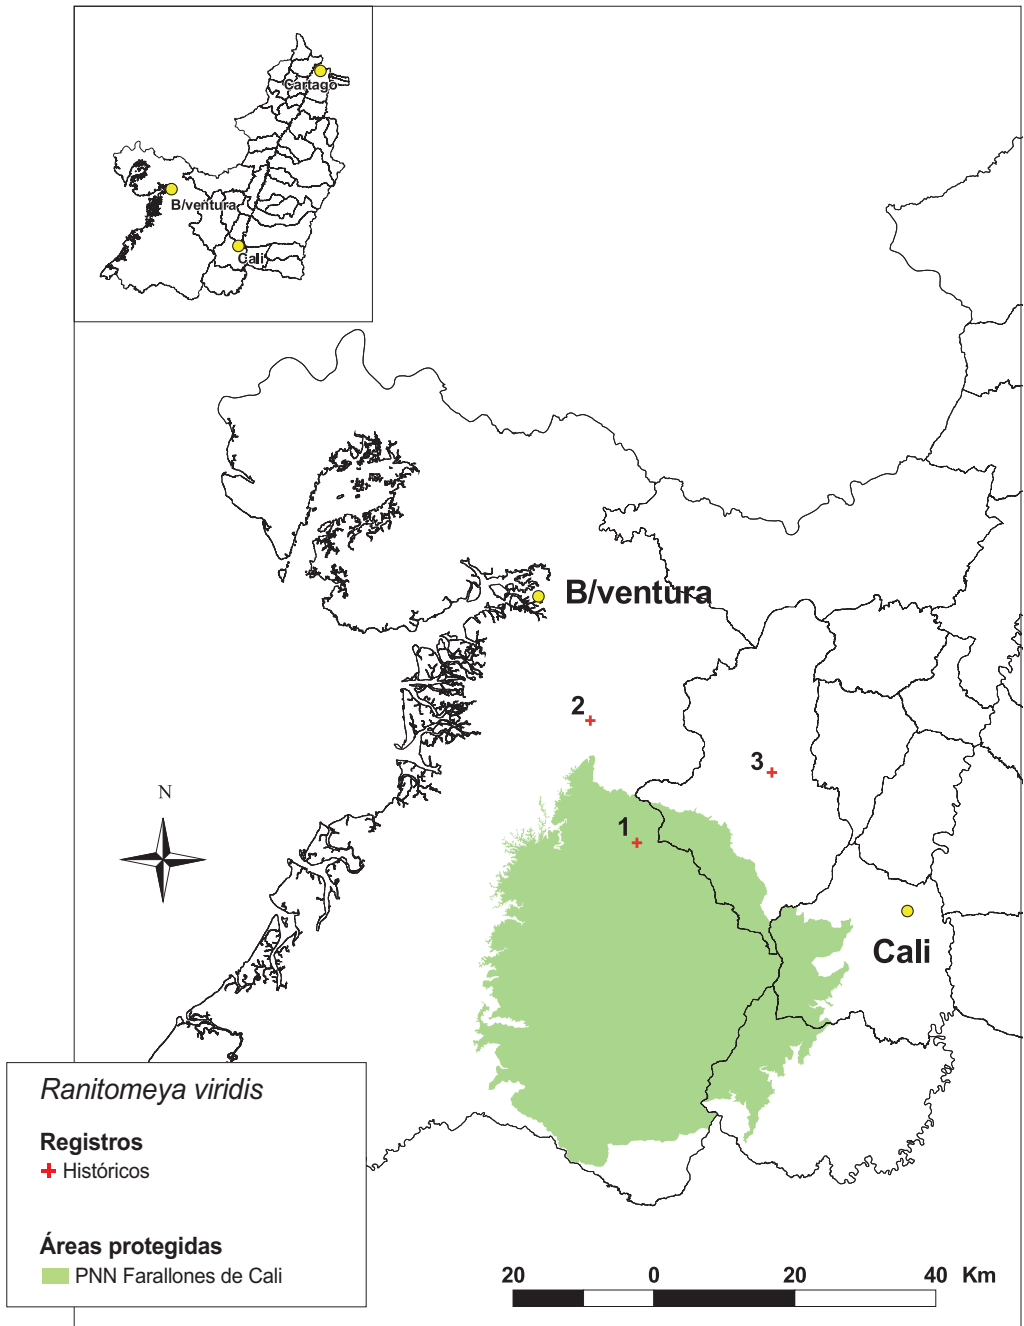 Cartago
B/ventura
Cali
B/ventura
2
3
1
N
Cali
Ranitomeya viridis
Registros
Históricos
Áreas protegidas
PNN Farallones de Cali
20 0 20 40 Km